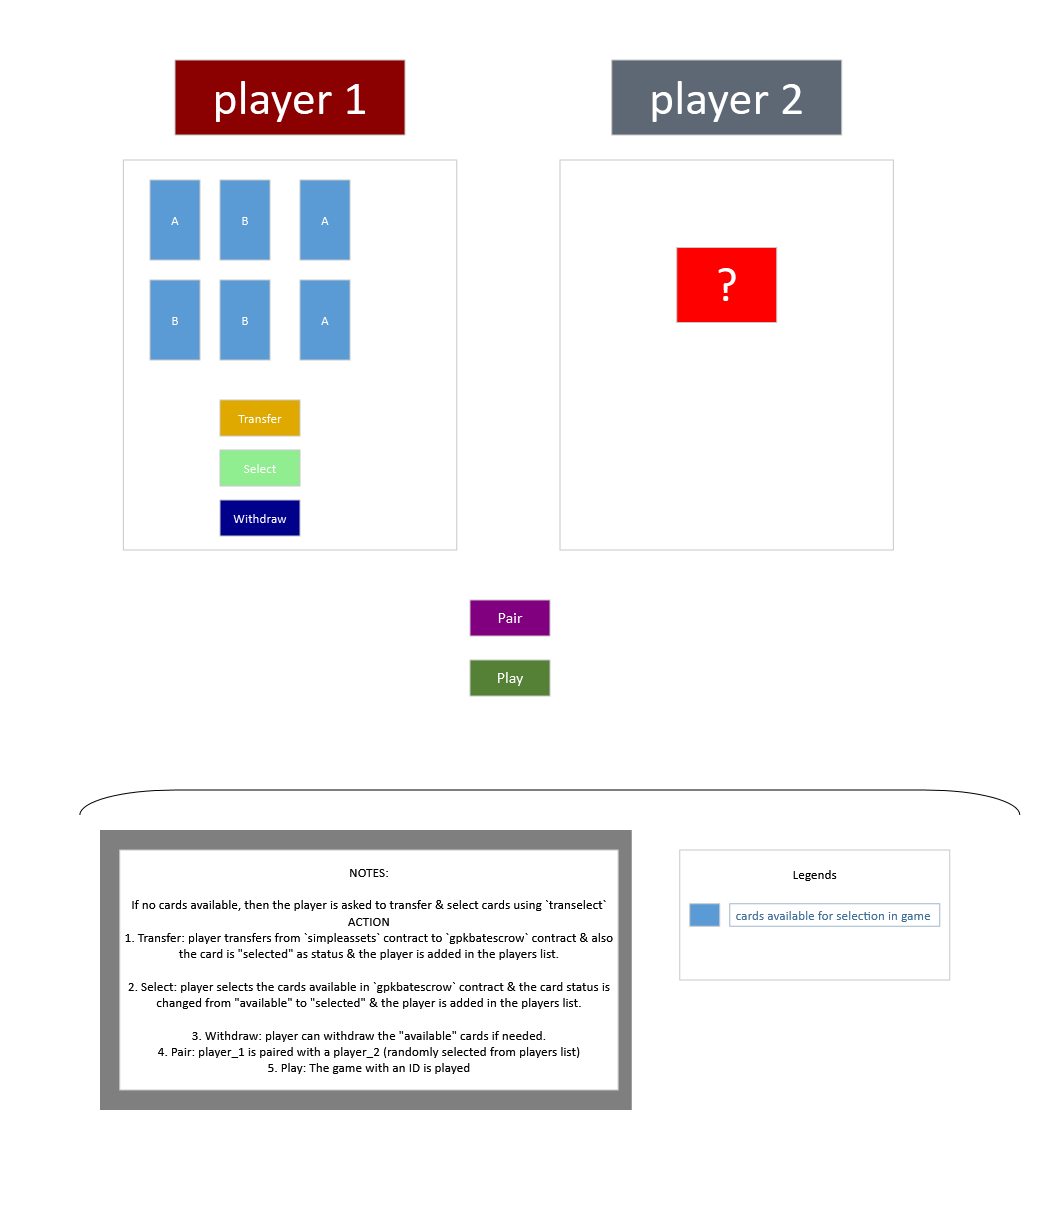 player 1
player 2
A
B
A
B
B
A
?
Transfer
Select
Withdraw
Pair
Play
NOTES:
If no cards available, then the player is asked to transfer & select cards using `transelect`
ACTION
1. Transfer: player transfers from `simpleassets` contract to `gpkbatescrow` contract & also
the card is "selected" as status & the player is added in the players list.
2. Select: player selects the cards available in `gpkbatescrow` contract & the card status is
changed from "available" to "selected" & the player is added in the players list.
3. Withdraw: player can withdraw the "available" cards if needed.
4. Pair: player_1 is paired with a player_2 (randomly selected from players list)
5. Play: The game with an ID is played
Legends
cards available for selection in game